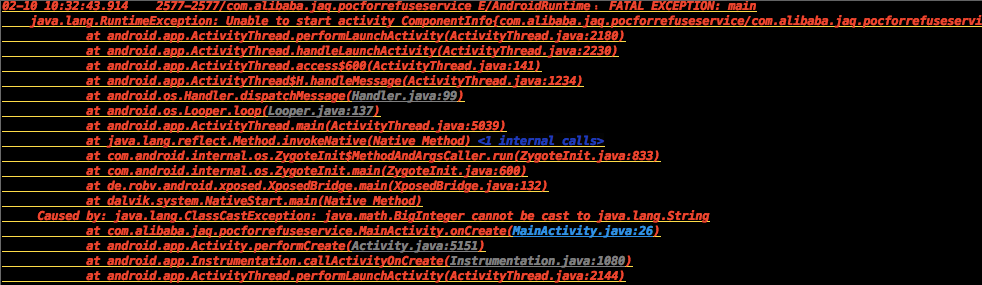 02-10 10:32:43.914 2577-2577/com.alibaba.jaq.pocforrefuseservice E/AndroidRuntime﹕ FATAL EXCEPTION: main
java.lang.RuntimeException: Unable to start activity ComponentInfo{com.alibaba.jaq.pocforrefuseservice/com.alibaba.jaq.pocforrefuseservi
at android.app.ActivityThread.performLaunchActivity(ActivityThread.java:2180)
at android.app.ActivityThread.handleLaunchActivity(ActivityThread.java:2230)
at android.app.ActivityThread.access$600(ActivityThread.java:141)
at android.app.ActivityThread$H.handleMessage(ActivityThread.java:1234)
at android.os.Handler.dispatchMessage(Handler.java:99)
at android.os.Looper.loop(Looper.java:137)
at android.app.ActivityThread.main(ActivityThread.java:5039)
at java.lang.reflect.Method.invokeNative(Native Method) <1 internal calls>
at com.android.internal.os.ZygoteInit$MethodAndArgsCaller.run(ZygoteInit.java:833)
at com.android.internal.os.ZygoteInit.main(ZygoteInit.java:600)
at de.robv.android.xposed.XposedBridge.main(XposedBridge.java:132)
at dalvik.system.NativeStart.main(Native Method)
Caused by: java.lang.ClassCastException: java.math.BigInteger cannot be cast to java.lang.String
at com.alibaba.jaq.pocforrefuseservice.MainActivity.onCreate(MainActivity.java:26)
at android.app.Activity.performCreate(Activity.java:5151)
at android.app.Instrumentation.callActivityOnCreate(Instrumentation.java:1080)
at android.app.ActivityThread.performLaunchActivity(ActivityThread.java:2144)